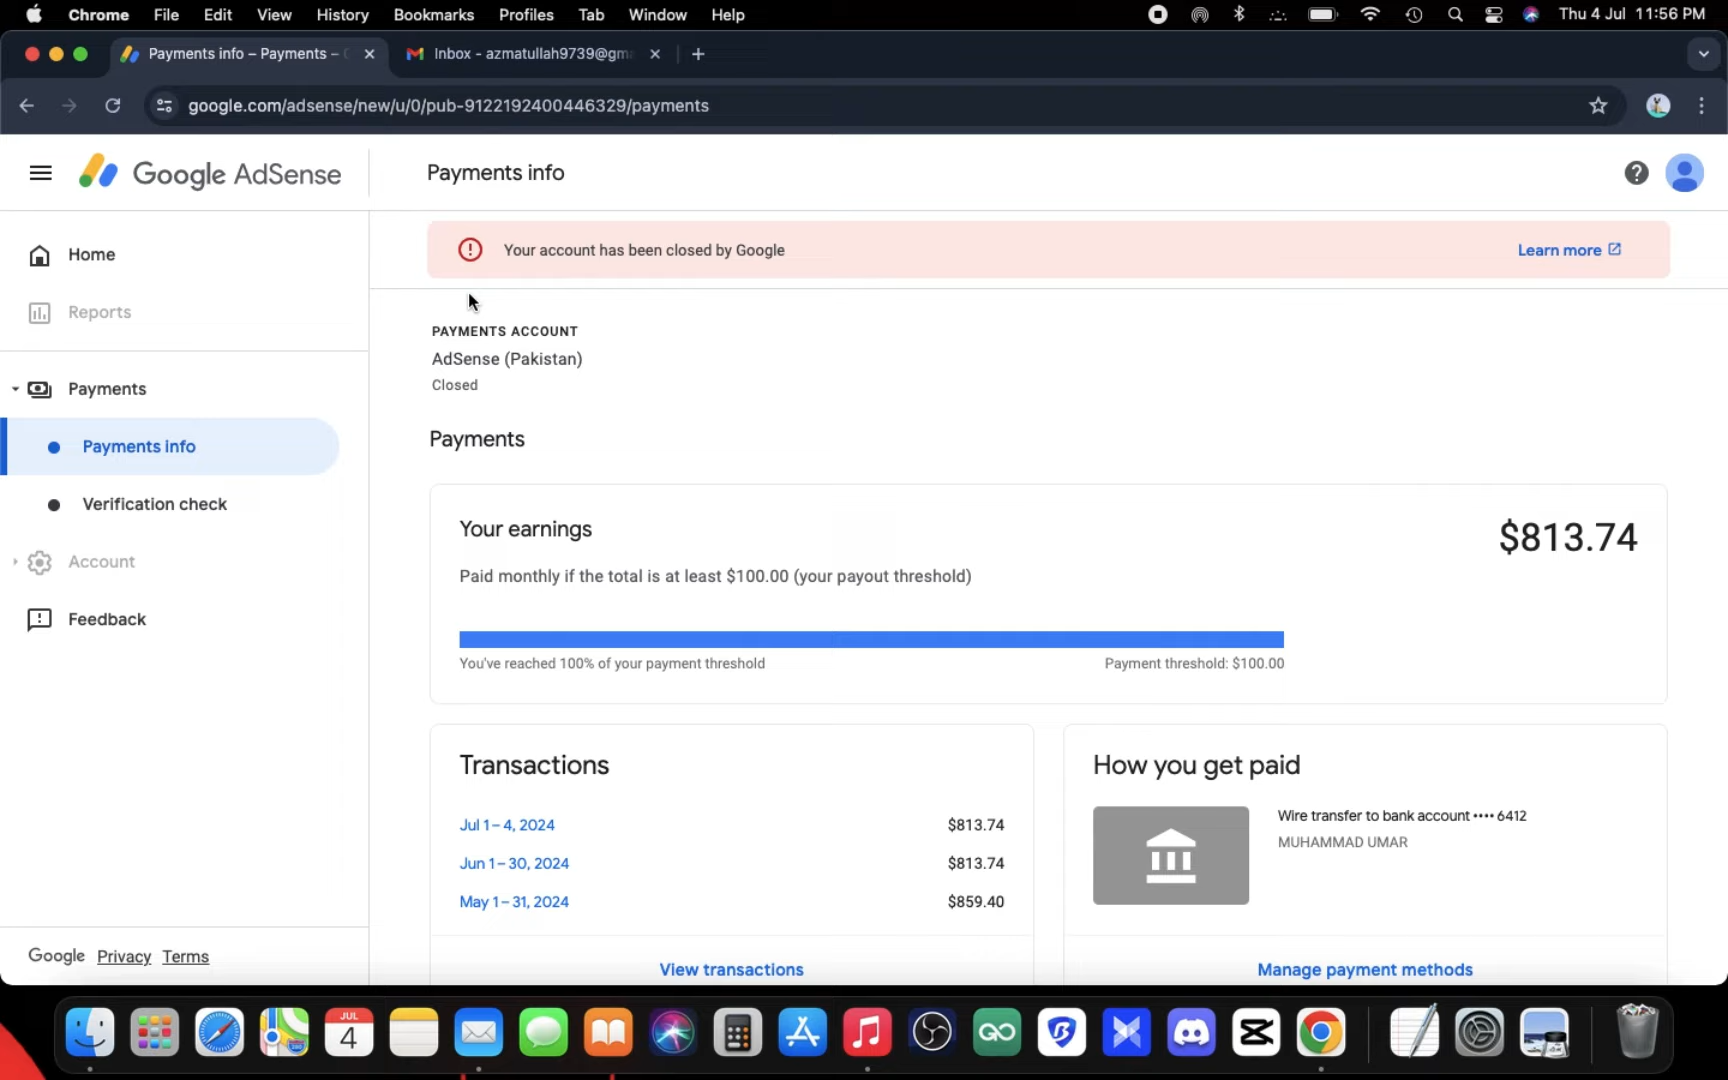 Chrome File Edit View History Bookmarks Profiles Tab Window Help Thu 4 Jul 11:56 PM
Payments info – Payments – Inbox - azmatullah9739@gm
google.com/adsense/new/u/0/pub-9122192400446329/payments
Google AdSense
Payments info
Home
Your account has been closed by Google
Learn more
Reports
PAYMENTS ACCOUNT
AdSense (Pakistan)
Closed
Payments
Payments info
Verification check
Account
Feedback
Payments
Your earnings
$813.74
Paid monthly if the total is at least $100.00 (your payout threshold)
You've reached 100% of your payment threshold
Payment threshold: $100.00
Transactions
Jul 1 – 4, 2024 $813.74
Jun 1 – 30, 2024 $813.74
May 1 – 31, 2024 $859.40
View transactions
How you get paid
Wire transfer to bank account •••• 6412
MUHAMMAD UMAR
Manage payment methods
Google Privacy Terms
JUL
4